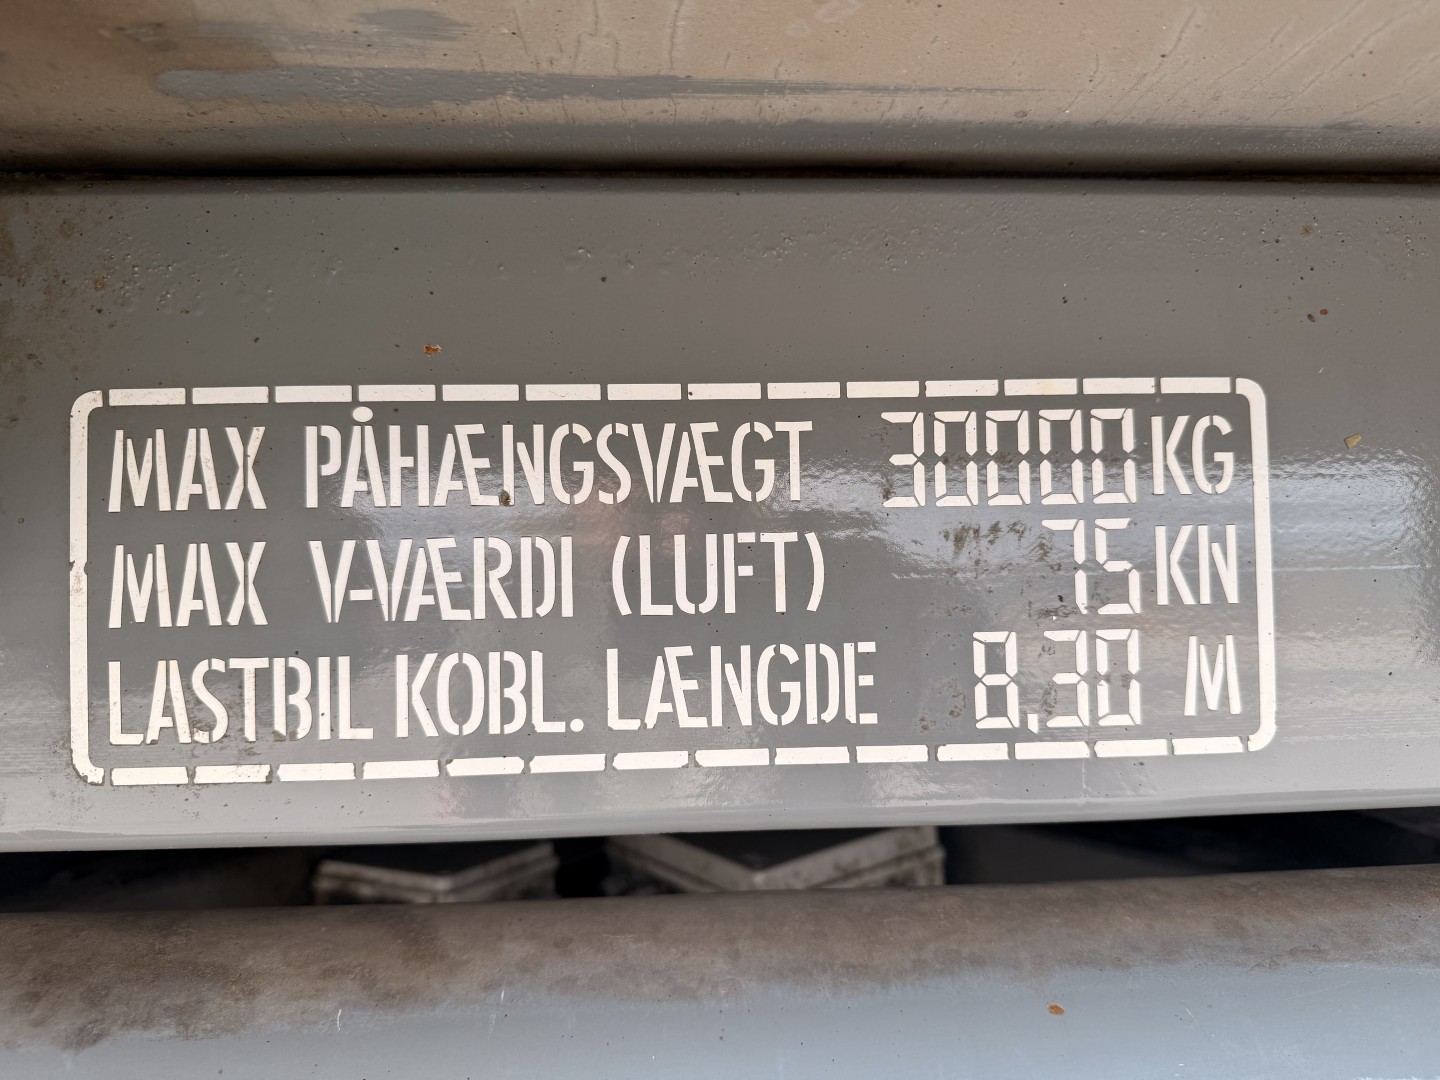 MAX PÅHÆNGSVÆGT 30000 KG
MAX V-VÆRDI (LUFT) 75 KN
LASTBIL KOBL. LÆNGDE 8,30 M